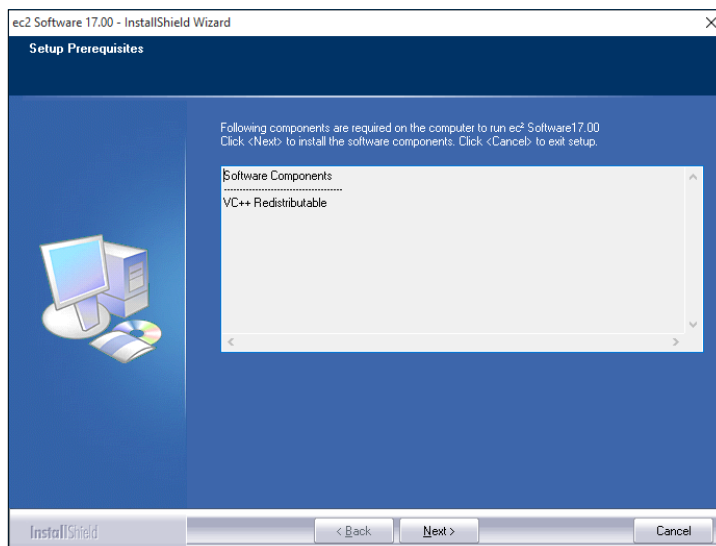 ec2 Software 17.00 - InstallShield Wizard
Setup Prerequisites
Following components are required on the computer to run ec² Software17.00
Click <Next> to install the software components. Click <Cancel> to exit setup.
Software Components
------------------------------------
VC++ Redistributable
InstallShield
< Back
Next >
Cancel